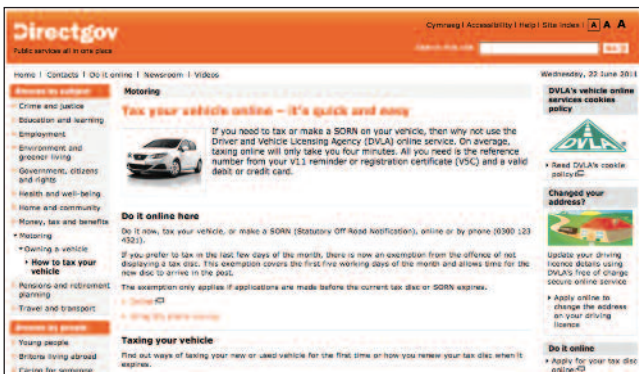 Directgov
Public services all in one place
Cymraeg | Accessibility | Help | Site Index | A A A
Search this site
Home | Contacts | Do it online | Newsroom | Videos
Wednesday, 22 June 2011
Browse by subject
Crime and justice
Education and learning
Employment
Environment and
greener living
Government, citizens
and rights
Health and well-being
Home and community
Money, tax and benefits
Motoring
Owning a vehicle
How to tax your
vehicle
Pensions and retirement
planning
Travel and transport
Browse by people
Young people
Britons living abroad
Caring for someone
Motoring
Tax your vehicle online – it's quick and easy
If you need to tax or make a SORN on your vehicle, then why not use the
Driver and Vehicle Licensing Agency (DVLA) online service. On average,
taxing online will only take you four minutes. All you need is the reference
number from your V11 reminder or registration certificate (V5C) and a valid
debit or credit card.
Do it online here
Do it now, tax your vehicle, or make a SORN (Statutory Off Road Notification), online or by phone (0300 123
4321).
If you prefer to tax in the last few days of the month, there is now an exemption from the offence of not
displaying a tax disc. This exemption covers the first five working days of the month and allows time for the
new disc to arrive in the post.
The exemption only applies if applications are made before the current tax disc or SORN expires.
Online
Taxing your vehicle
Find out ways of taxing your new or used vehicle for the first time or how you renew your tax disc when it
expires.
DVLA's vehicle online
services cookies
policy
DVLA
Read DVLA's cookie
policy
Changed your
address?
Update your driving
licence details using
DVLA's free of charge
secure online service
Apply online to
change the address
on your driving
licence
Do it online
Apply for your tax disc
online